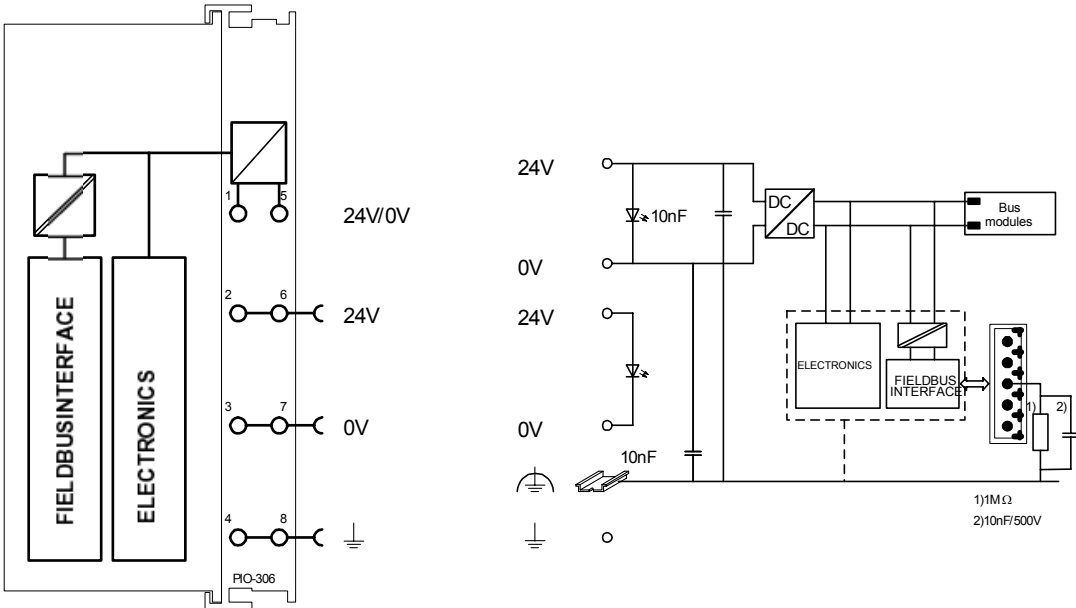 1 5
24V/0V
2 6
24V
3 7
0V
4 8
PIO-306
FIELDBUSINTERFACE
ELECTRONICS
24V
10nF
DC
DC
Bus
modules
0V
24V
ELECTRONICS
FIELDBUS
INTERFACE
1)
2)
0V
10nF
1)1MΩ
2)10nF/500V